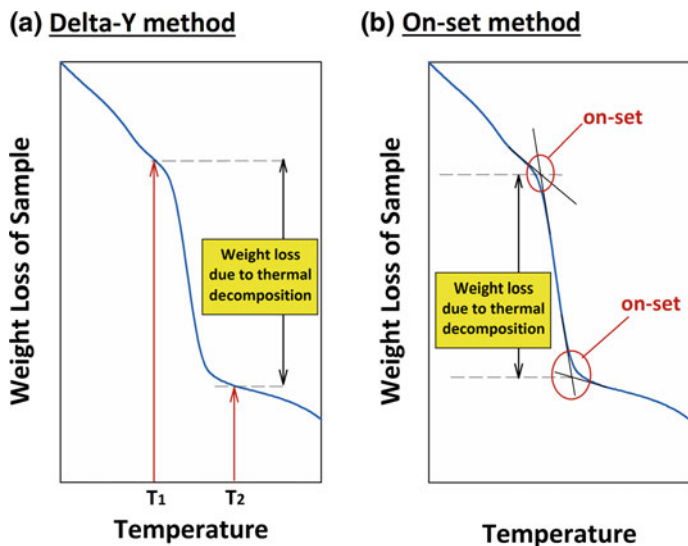 (a) Delta-Y method
Weight Loss of Sample
Weight loss
due to thermal
decomposition
T1
T2
Temperature
(b) On-set method
Weight Loss of Sample
on-set
Weight loss
due to thermal
decomposition
on-set
Temperature